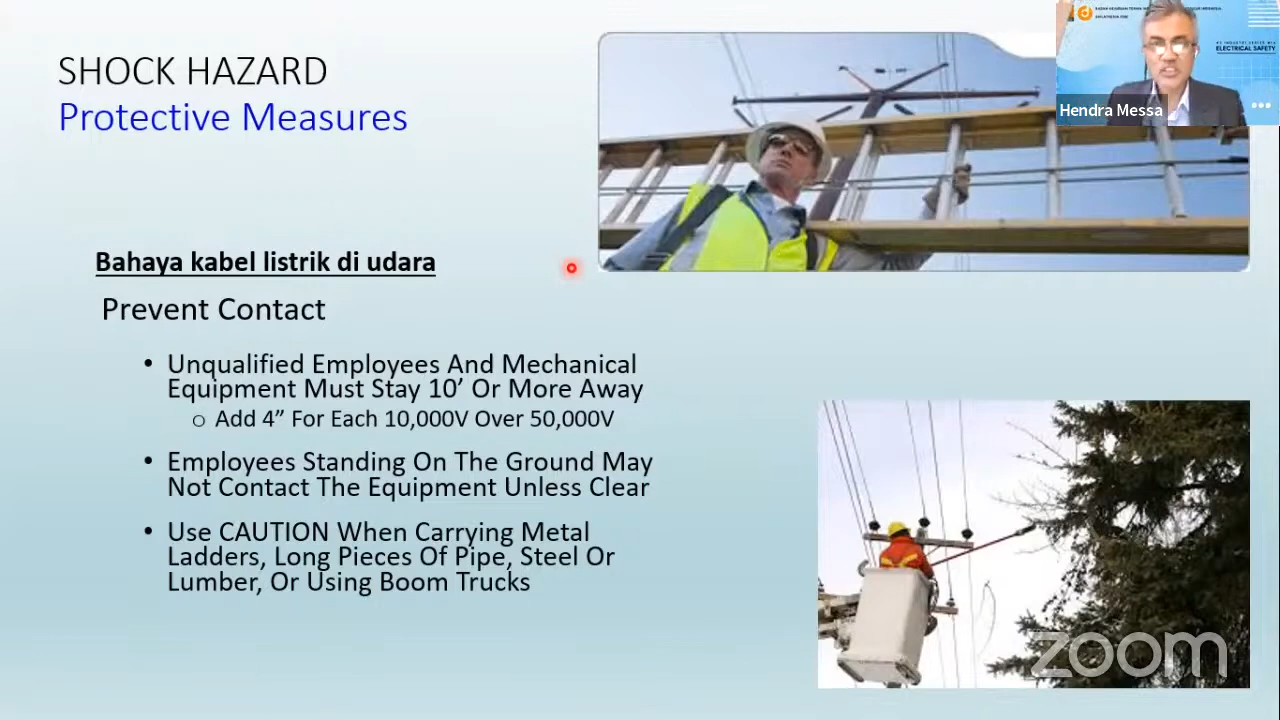 SHOCK HAZARD
Protective Measures
Bahaya kabel listrik di udara
Prevent Contact
• Unqualified Employees And Mechanical
Equipment Must Stay 10’ Or More Away
o Add 4” For Each 10,000V Over 50,000V
• Employees Standing On The Ground May
Not Contact The Equipment Unless Clear
• Use CAUTION When Carrying Metal
Ladders, Long Pieces Of Pipe, Steel Or
Lumber, Or Using Boom Trucks
ELECTRICAL SAFETY
Hendra Messa
zoom